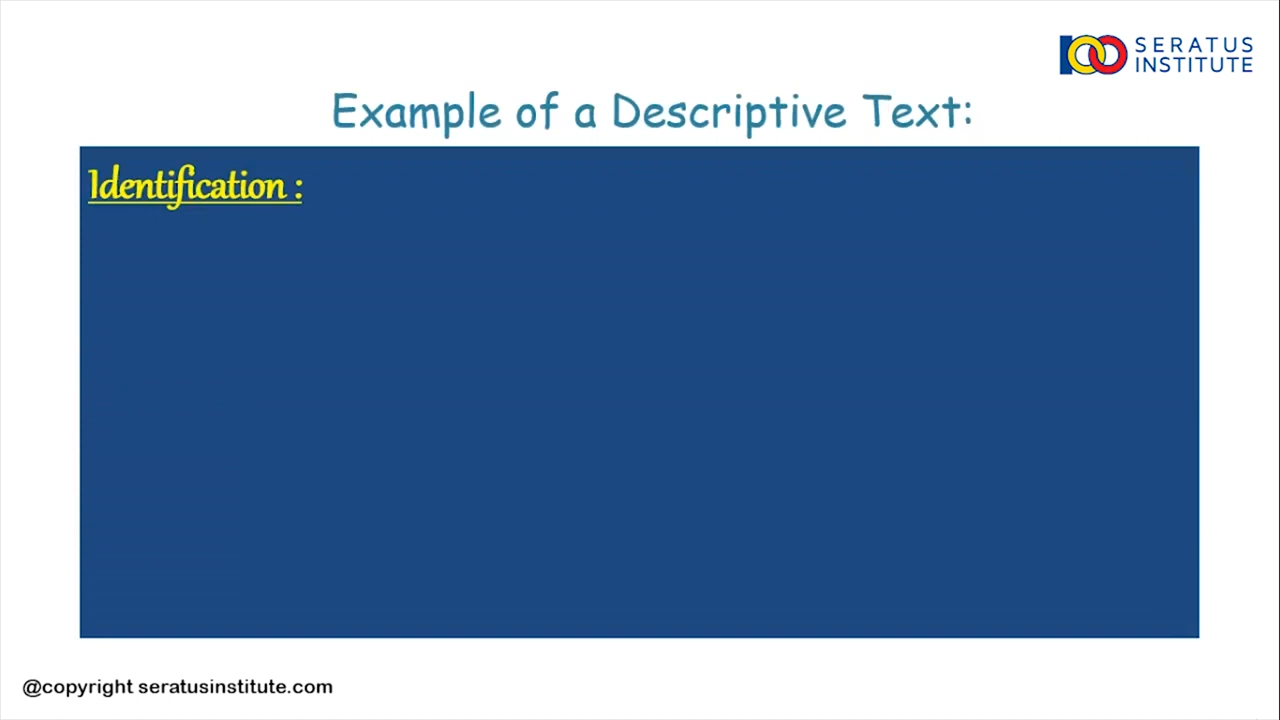 SERATUS
INSTITUTE
Example of a Descriptive Text:
Identification :
@copyright seratusinstitute.com